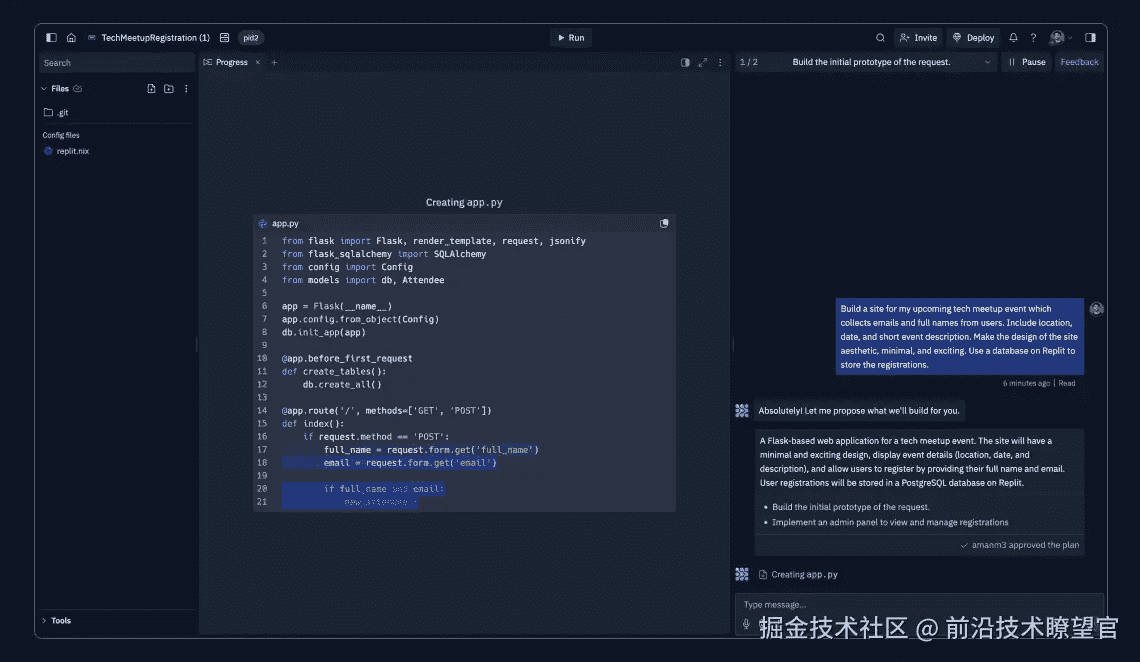 TechMeetupRegistration (1)
pid2
Run
Invite
Deploy
?
Search
Progress × +
1 / 2
Build the initial prototype of the request.
Pause
Feedback
Files
.git
Config files
replit.nix
Creating app.py
app.py
1 from flask import Flask, render_template, request, jsonify
2 from flask_sqlalchemy import SQLAlchemy
3 from config import Config
4 from models import db, Attendee
5
6 app = Flask(__name__)
7 app.config.from_object(Config)
8 db.init_app(app)
9
10 @app.before_first_request
11 def create_tables():
12 db.create_all()
13
14 @app.route('/', methods=['GET', 'POST'])
15 def index():
16 if request.method == 'POST':
17 full_name = request.form.get('full_name')
18 email = request.form.get('email')
19
20 if full_name and email:
21
Build a site for my upcoming tech meetup event which
collects emails and full names from users. Include location,
date, and short event description. Make the design of the site
aesthetic, minimal, and exciting. Use a database on Replit to
store the registrations.
6 minutes ago | Read
Absolutely! Let me propose what we'll build for you.
A Flask-based web application for a tech meetup event. The site will have a
minimal and exciting design, display event details (location, date, and
description), and allow users to register by providing their full name and email.
User registrations will be stored in a PostgreSQL database on Replit.
• Build the initial prototype of the request.
• Implement an admin panel to view and manage registrations
amanm3 approved the plan
Creating app.py
Type message...
Tools
掘金技术社区 @ 前沿技术瞭望官